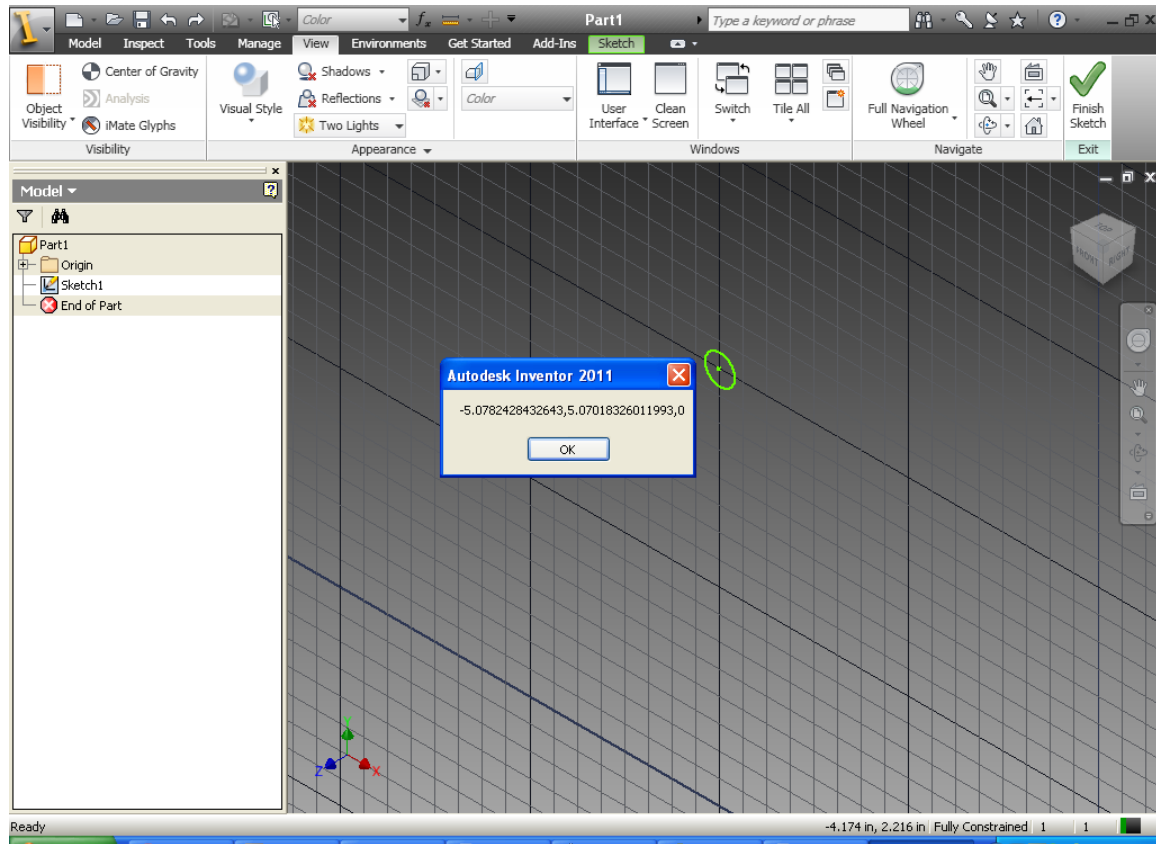 Color
fx
Part1
Type a keyword or phrase
Model Inspect Tools Manage View Environments Get Started Add-Ins Sketch
Object Visibility
Center of Gravity
Analysis
iMate Glyphs
Visibility
Visual Style
Shadows
Reflections
Two Lights
Color
Appearance
User Interface
Clean Screen
Switch
Tile All
Windows
Full Navigation Wheel
Navigate
Finish Sketch
Exit
Model
Part1
Origin
Sketch1
End of Part
TOP
FRONT
RIGHT
Autodesk Inventor 2011
-5.0782428432643,5.07018326011993,0
OK
Y
Z
X
Ready
-4.174 in, 2.216 in Fully Constrained 1 1